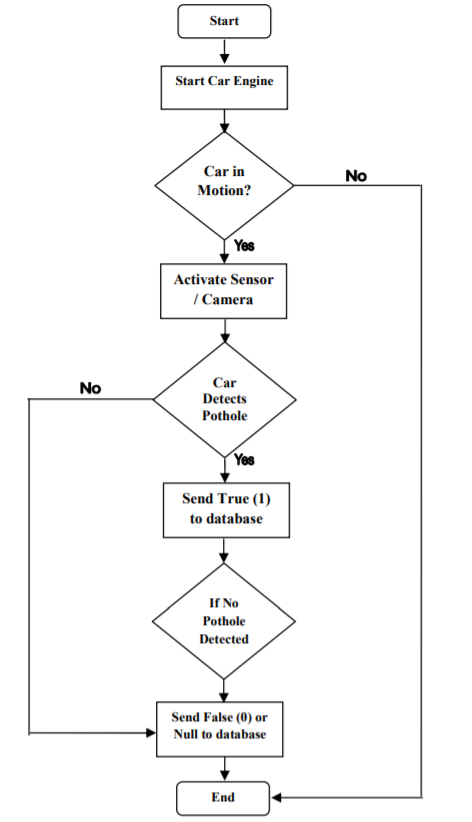 Start
Start Car Engine
Car in
Motion?
No
Yes
Activate Sensor
/ Camera
Car
Detects
Pothole
No
Yes
Send True (1)
to database
If No
Pothole
Detected
Send False (0) or
Null to database
End